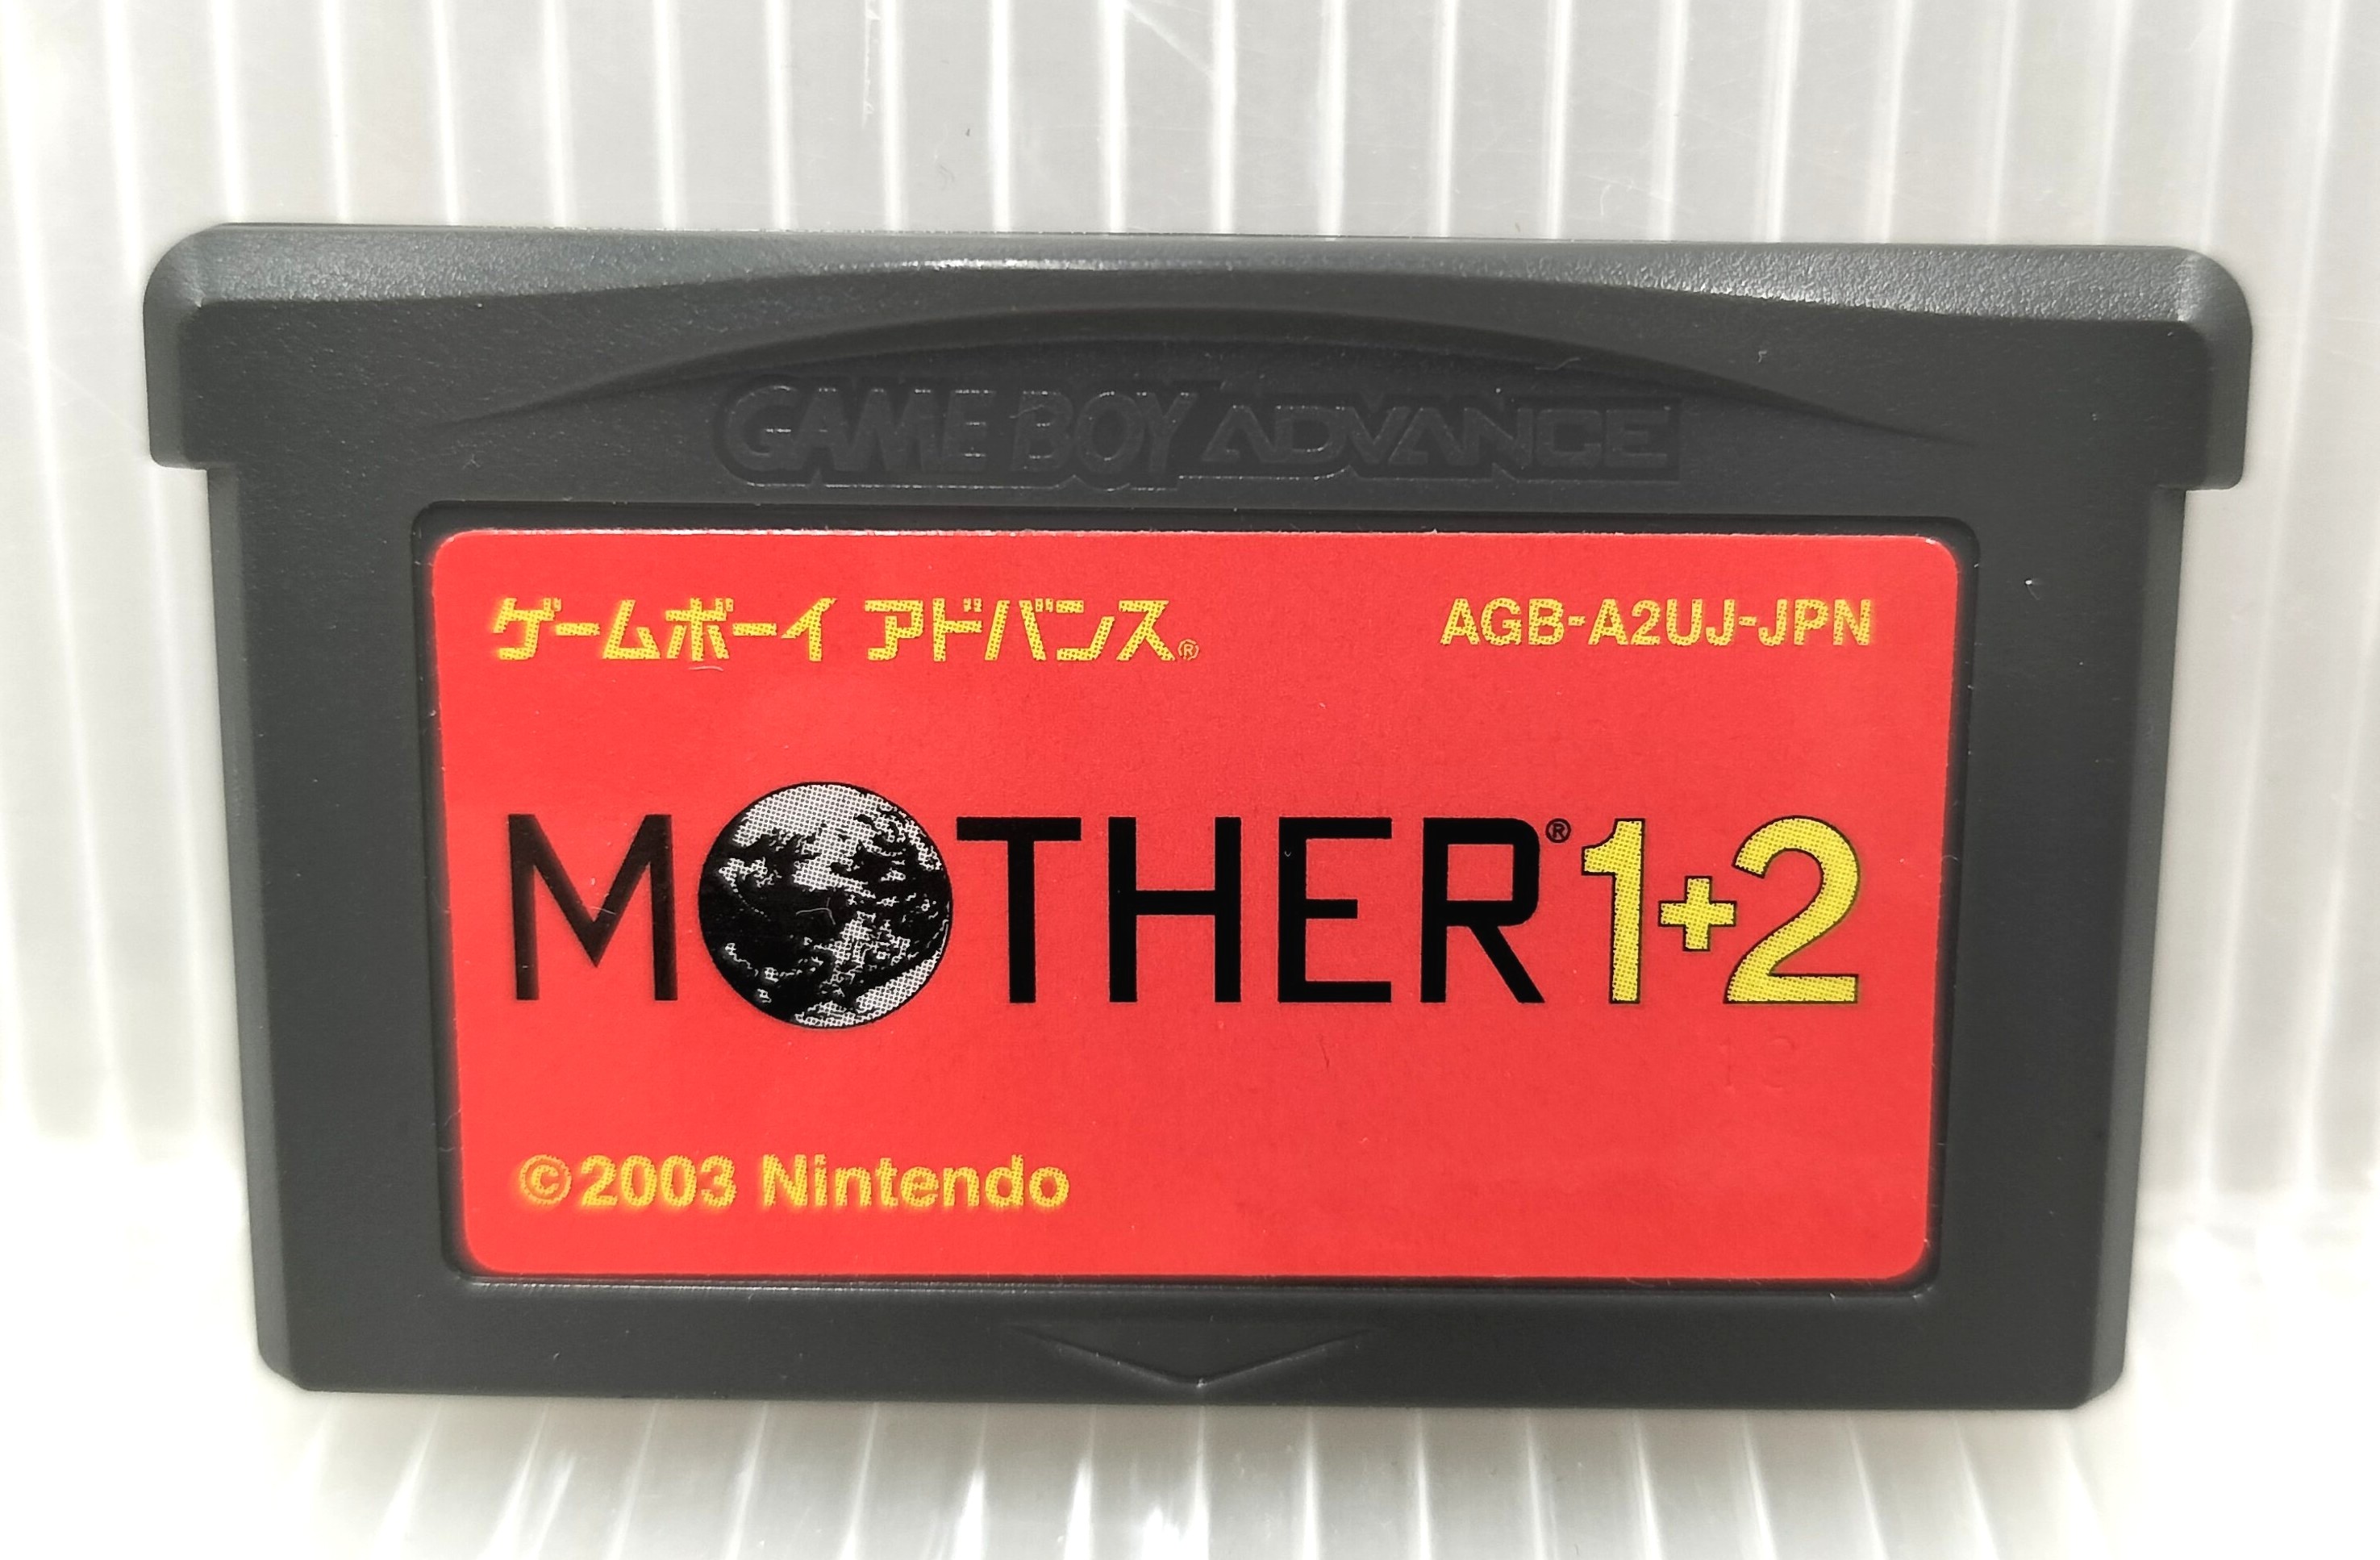 GAME BOY ADVANCE
ゲームボーイ アドバンス®
AGB-A2UJ-JPN
MOTHER® 1+2
©2003 Nintendo